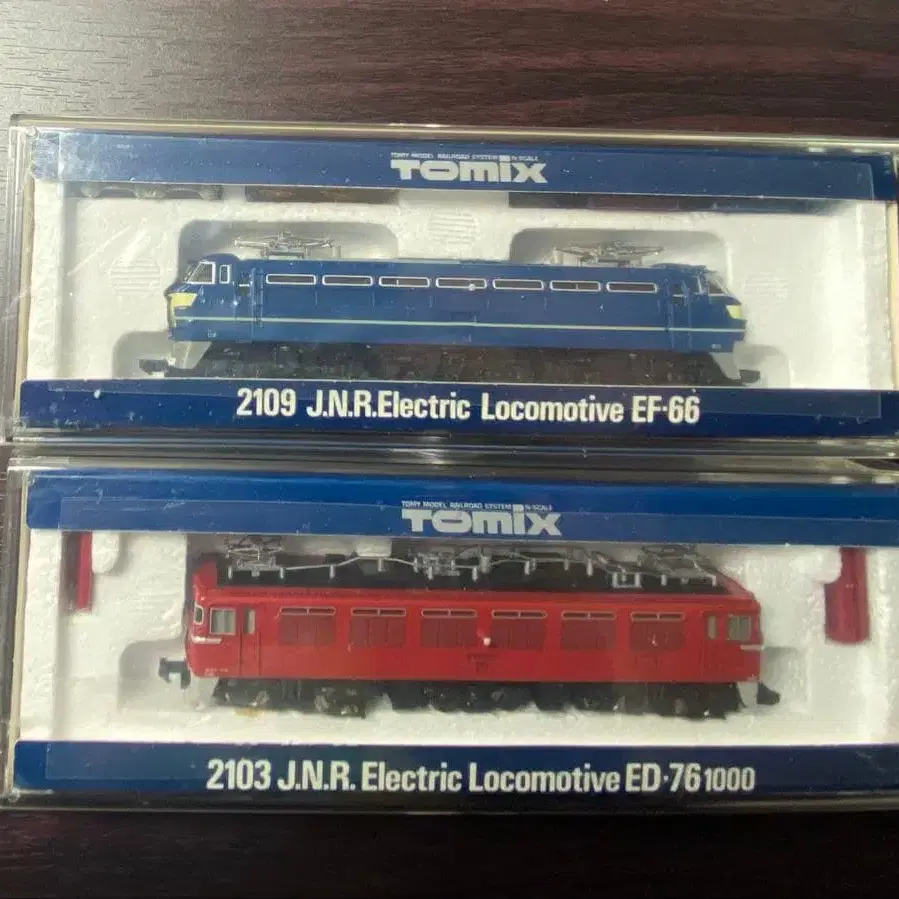 TOMY MODEL RAILROAD SYSTEM N-SCALE
TOMIX
2109 J.N.R.Electric Locomotive EF·66
TOMY MODEL RAILROAD SYSTEM N-SCALE
TOMIX
2103 J.N.R. Electric Locomotive ED·76 1000